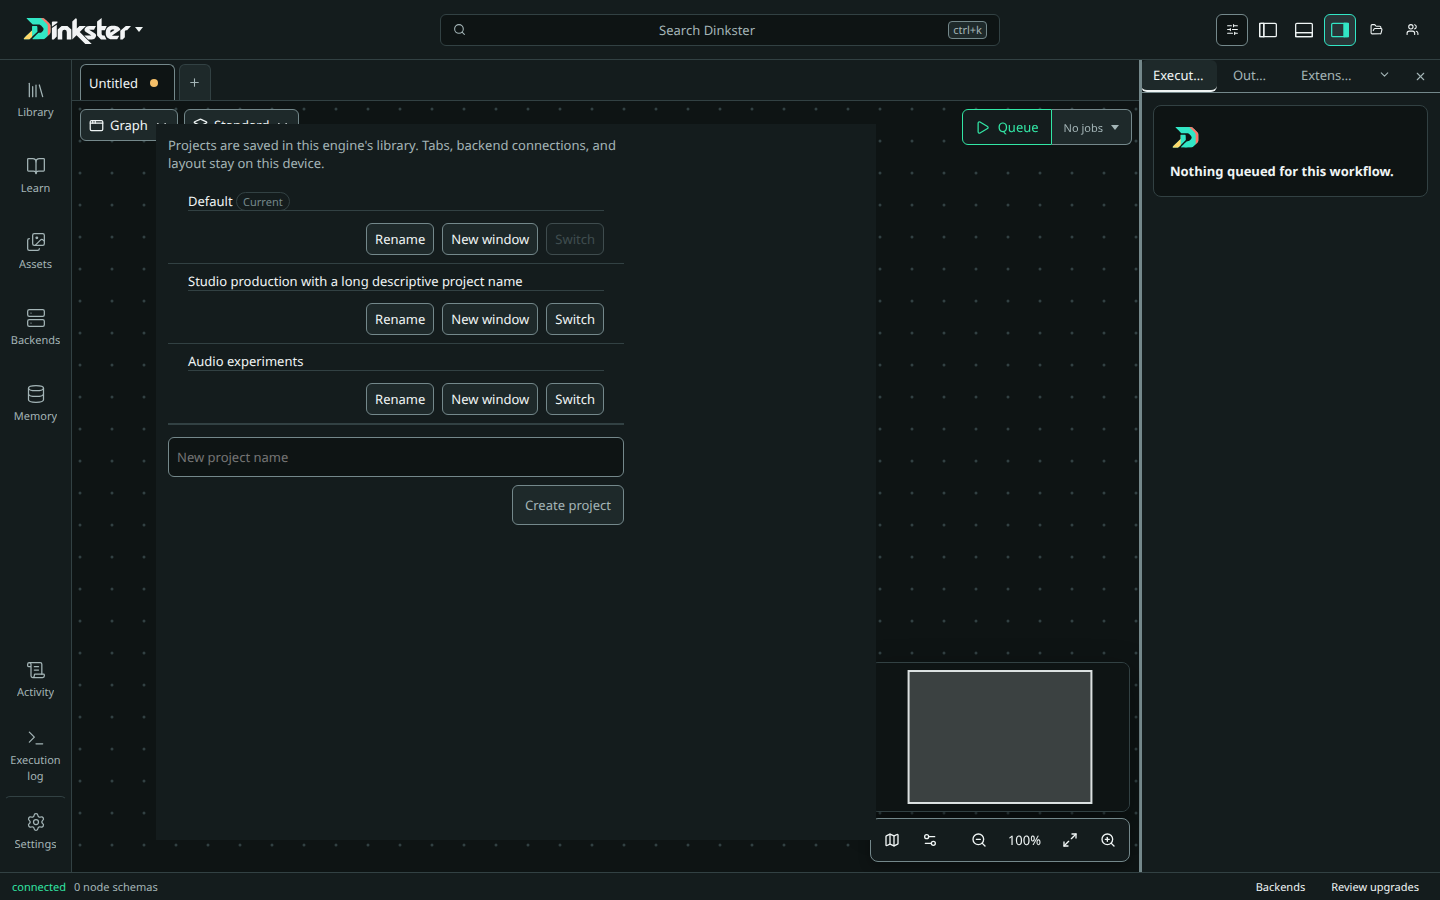 Dinkster
Search Dinkster
ctrl+k
Untitled
Execut...
Out...
Extens...
Library
Learn
Assets
Backends
Memory
Activity
Execution
log
Settings
Graph
Standard
Queue
No jobs
Nothing queued for this workflow.
Projects are saved in this engine's library. Tabs, backend connections, and
layout stay on this device.
Default Current
Rename New window Switch
Studio production with a long descriptive project name
Rename New window Switch
Audio experiments
Rename New window Switch
New project name
Create project
100%
connected 0 node schemas
Backends Review upgrades